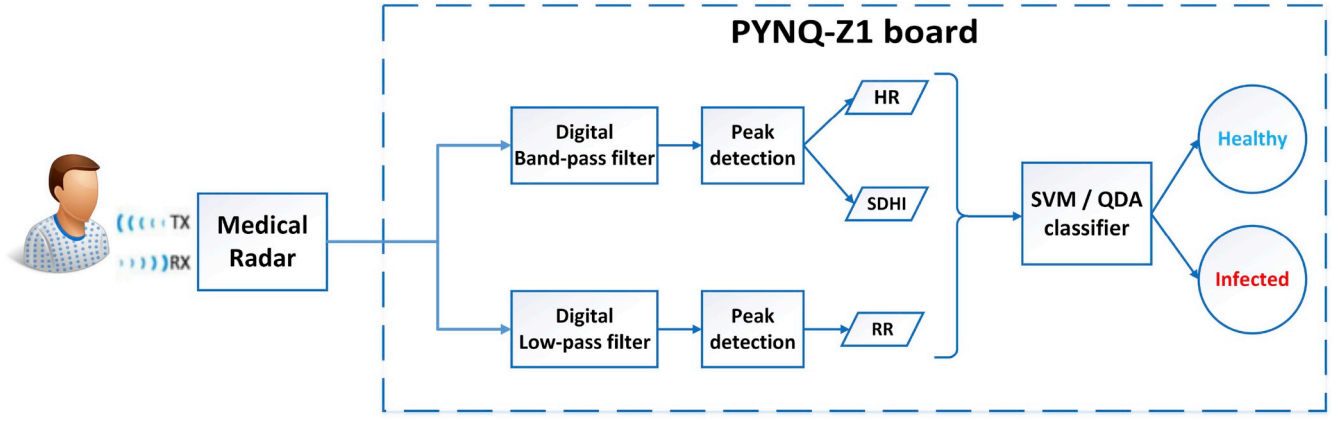 PYNQ-Z1 board
TX
RX
Medical
Radar
Digital
Band-pass filter
Peak
detection
HR
SDHI
Digital
Low-pass filter
Peak
detection
RR
SVM / QDA
classifier
Healthy
Infected